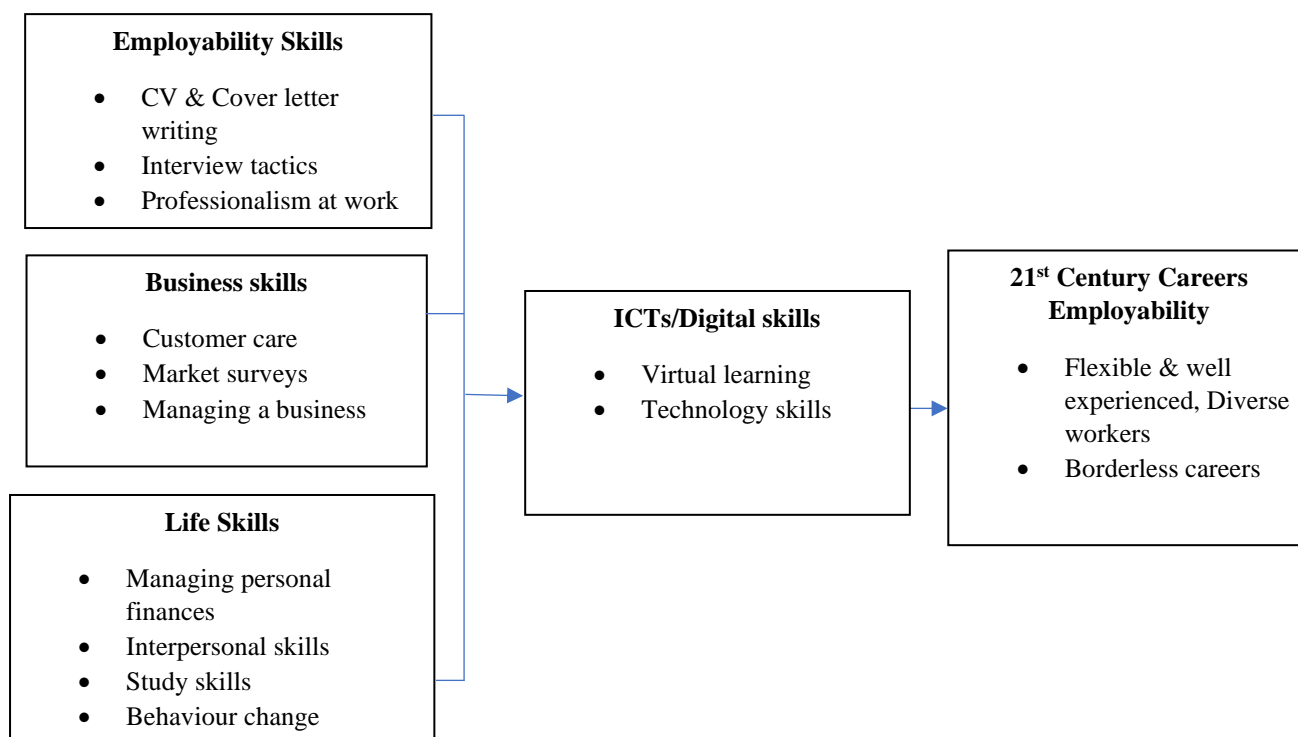 Employability Skills
• CV & Cover letter
writing
• Interview tactics
• Professionalism at work
Business skills
• Customer care
• Market surveys
• Managing a business
Life Skills
• Managing personal
finances
• Interpersonal skills
• Study skills
• Behaviour change
ICTs/Digital skills
• Virtual learning
• Technology skills
21st Century Careers
Employability
• Flexible & well
experienced, Diverse
workers
• Borderless careers